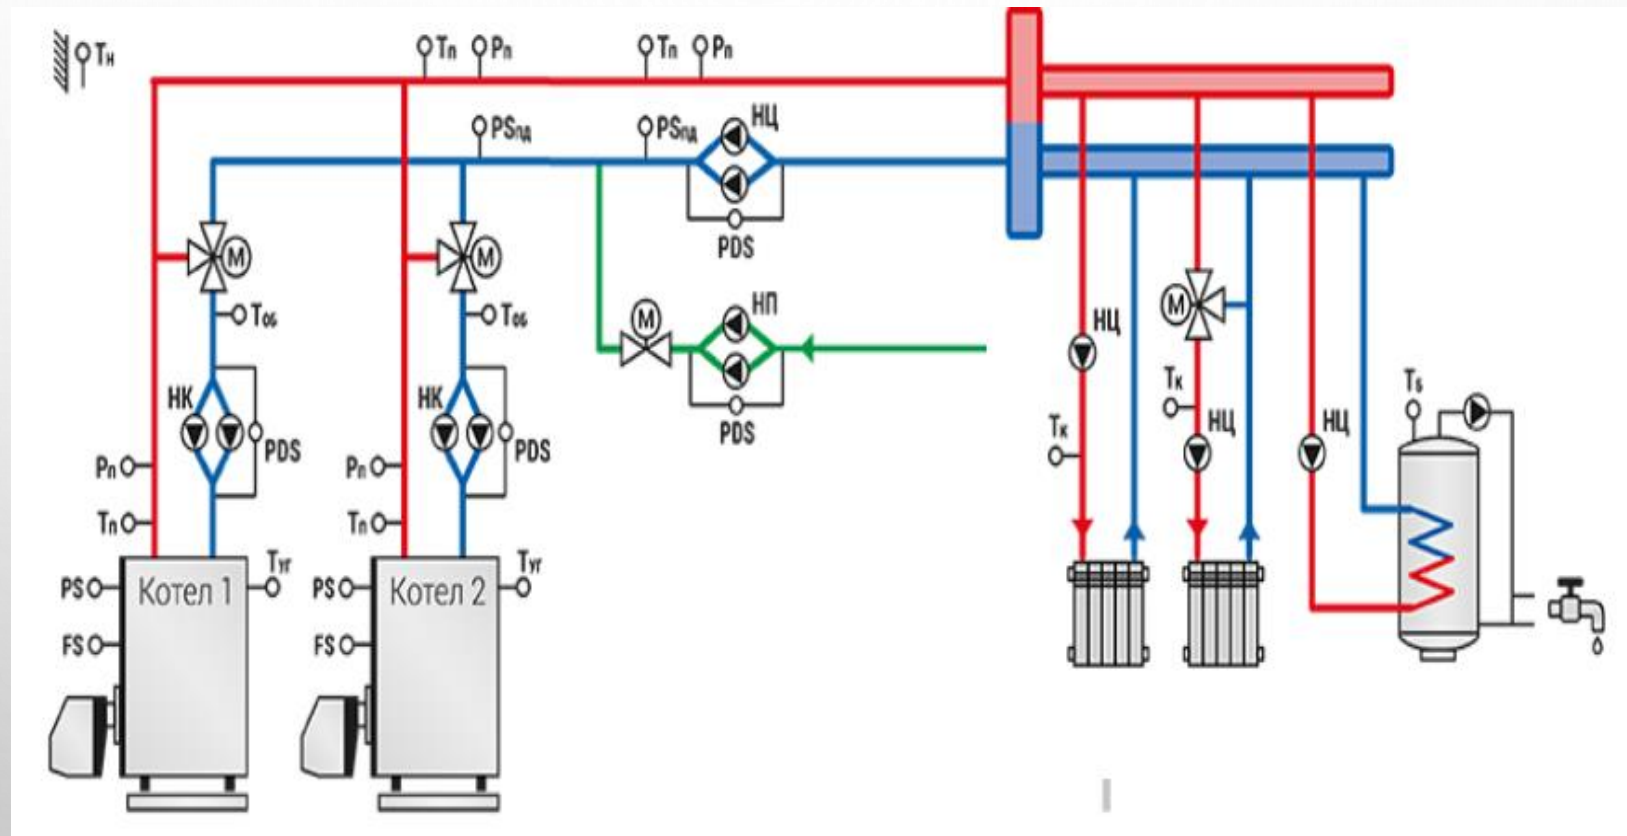 Тн
Тп Рп
Тп Рп
PSпд
PSпд
НЦ
PDS
M
M
Тоб
Тоб
M
НП
PDS
НК
PDS
НК
PDS
Рп
Рп
Тп
Тп
Котел 1
Котел 2
Туг
Туг
PS
PS
FS
FS
НЦ
M
Тк
Тк
НЦ
НЦ
Тб